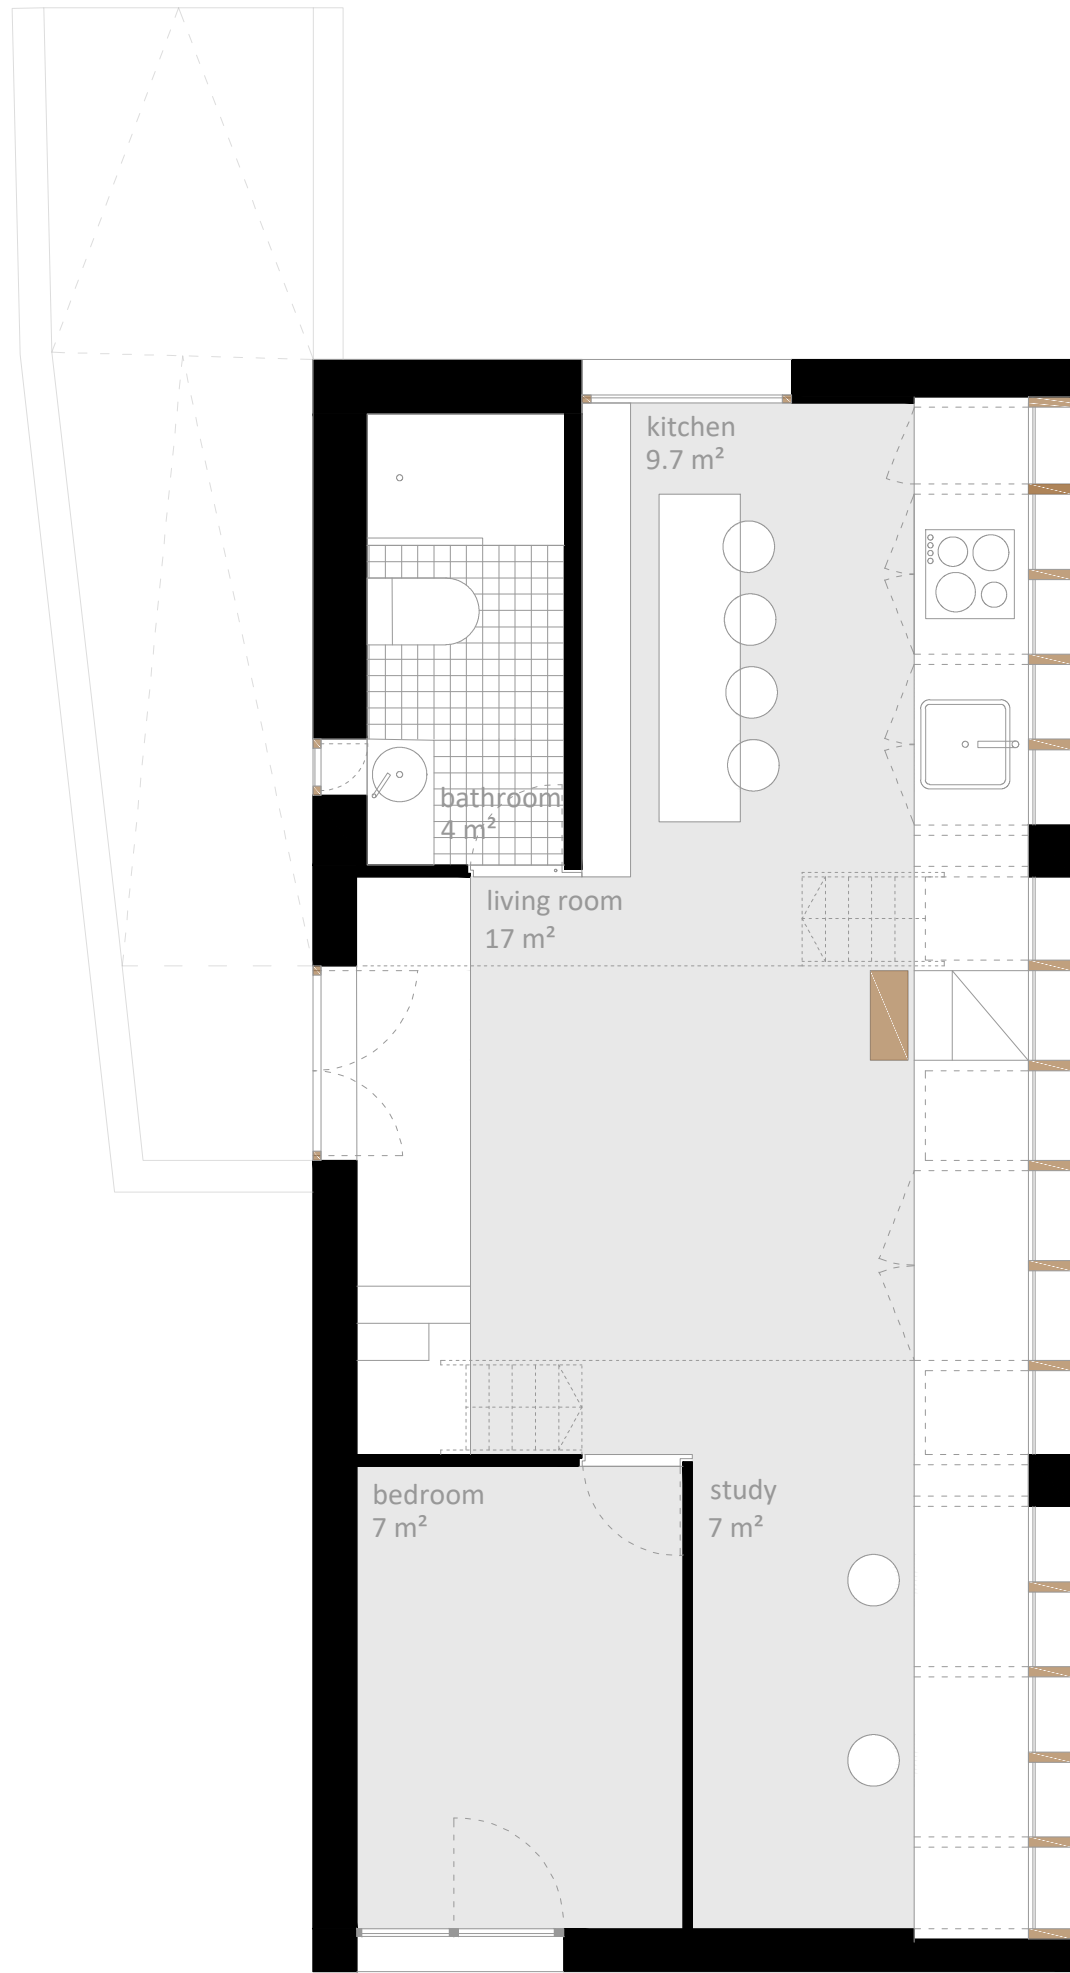 kitchen
9.7 m²
bathroom
4 m²
living room
17 m²
bedroom
7 m²
study
7 m²